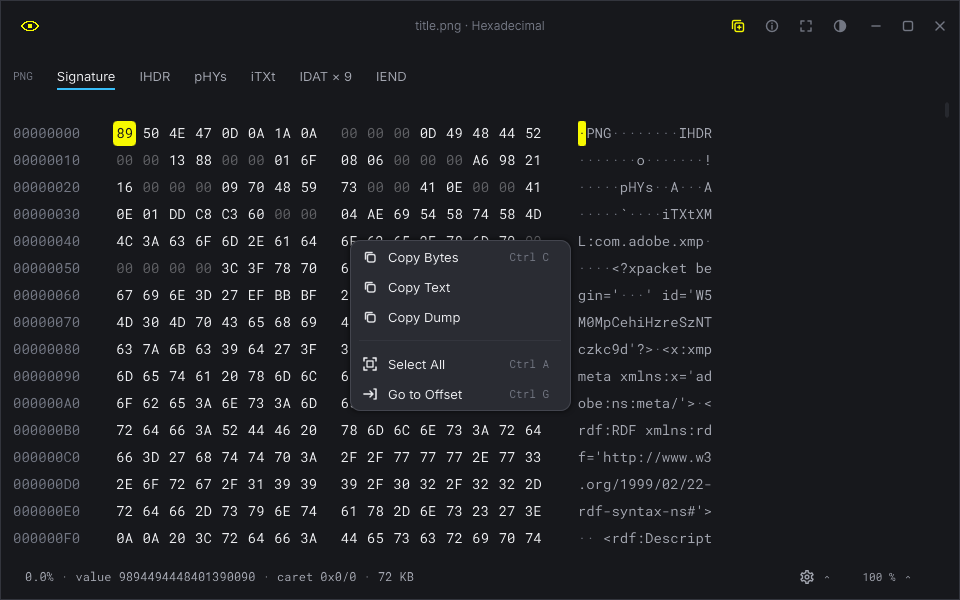 title.png · Hexadecimal
PNG Signature IHDR pHYs iTXt IDAT × 9 IEND
00000000 89 50 4E 47 0D 0A 1A 0A 00 00 00 0D 49 48 44 52 ·PNG········IHDR
00000010 00 00 13 88 00 00 01 6F 08 06 00 00 00 A6 98 21 ·······o·······!
00000020 16 00 00 00 09 70 48 59 73 00 00 41 0E 00 00 41 ·····pHYs··A···A
00000030 0E 01 DD C8 C3 60 00 00 04 AE 69 54 58 74 58 4D ·····`····iTXtXM
00000040 4C 3A 63 6F 6D 2E 61 64 6F 62 65 2E 78 6D 70 00 L:com.adobe.xmp·
00000050 00 00 00 00 3C 3F 78 70 6 ····<?xpacket be
00000060 67 69 6E 3D 27 EF BB BF 2 gin='···' id='W5
00000070 4D 30 4D 70 43 65 68 69 4 M0MpCehiHzreSzNT
00000080 63 7A 6B 63 39 64 27 3F 3 czkc9d'?>·<x:xmp
00000090 6D 65 74 61 20 78 6D 6C 6 meta xmlns:x='ad
000000A0 6F 62 65 3A 6E 73 3A 6D 6 obe:ns:meta/'>·<
000000B0 72 64 66 3A 52 44 46 20 78 6D 6C 6E 73 3A 72 64 rdf:RDF xmlns:rd
000000C0 66 3D 27 68 74 74 70 3A 2F 2F 77 77 77 2E 77 33 f='http://www.w3
000000D0 2E 6F 72 67 2F 31 39 39 39 2F 30 32 2F 32 32 2D .org/1999/02/22-
000000E0 72 64 66 2D 73 79 6E 74 61 78 2D 6E 73 23 27 3E rdf-syntax-ns#'>
000000F0 0A 0A 20 3C 72 64 66 3A 44 65 73 63 72 69 70 74 ·· <rdf:Descript
Copy Bytes Ctrl C
Copy Text
Copy Dump
Select All Ctrl A
Go to Offset Ctrl G
0.0% · value 9894494448401390090 · caret 0x0/0 · 72 KB
100 %